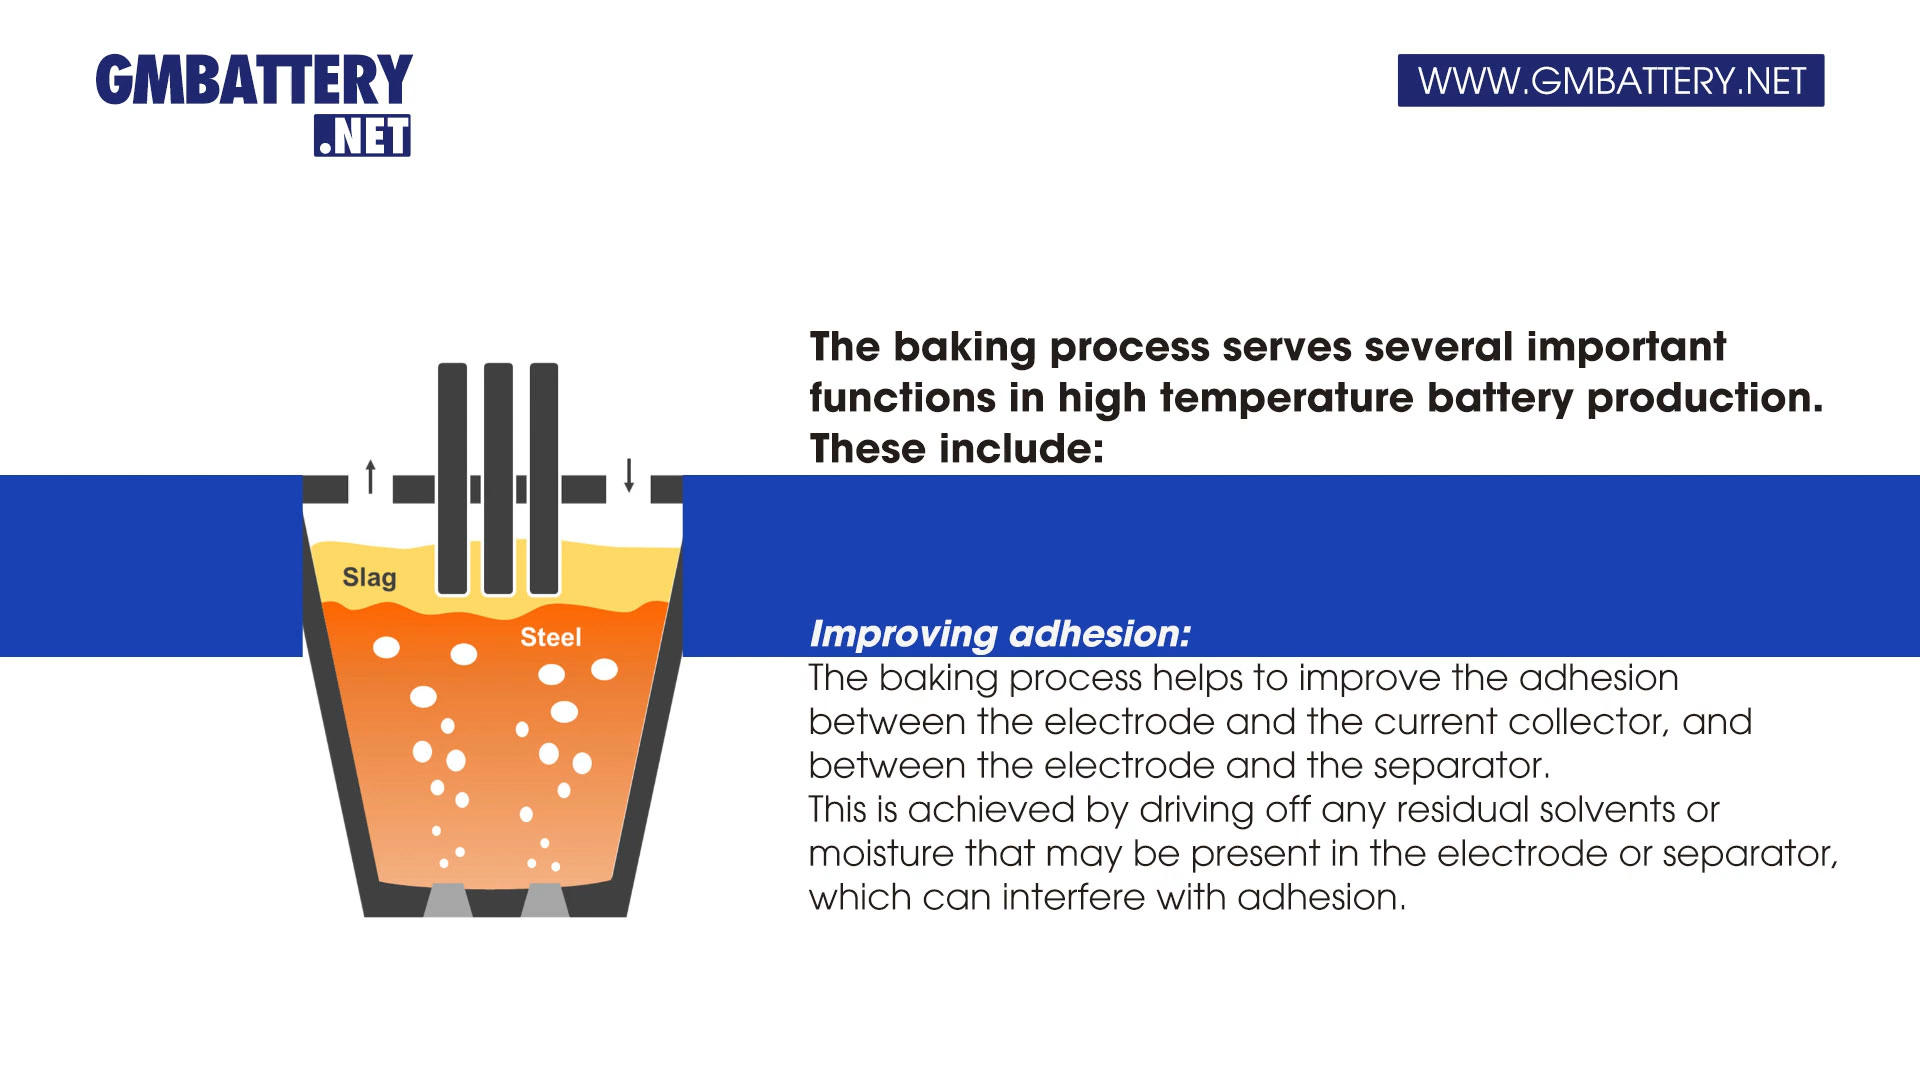 GMBATTERY
.NET
WWW.GMBATTERY.NET
The baking process serves several important
functions in high temperature battery production.
These include:
Slag
Steel
Improving adhesion:
The baking process helps to improve the adhesion
between the electrode and the current collector, and
between the electrode and the separator.
This is achieved by driving off any residual solvents or
moisture that may be present in the electrode or separator,
which can interfere with adhesion.